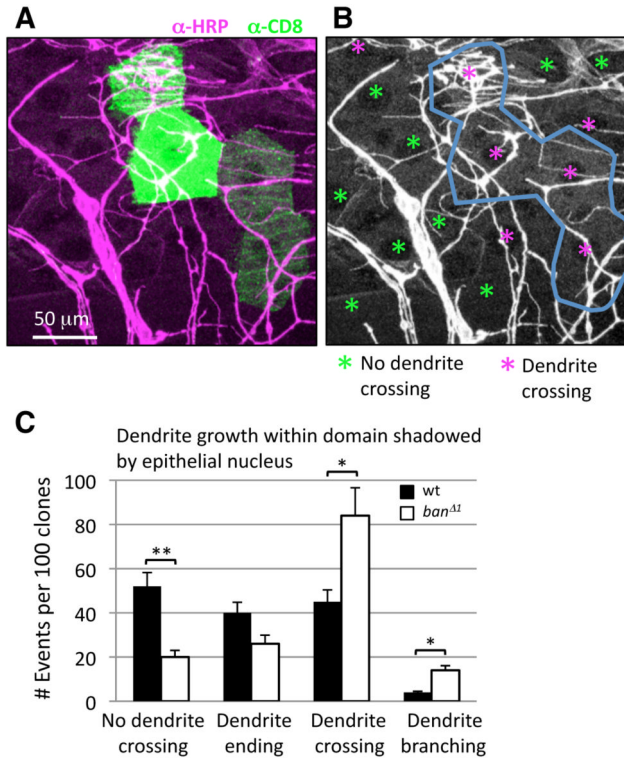 A
α-HRP α-CD8
50 μm
B
* No dendrite crossing
* Dendrite crossing
C
Dendrite growth within domain shadowed
by epithelial nucleus
# Events per 100 clones
100
80
60
40
20
0
**
*
*
wt
banΔ1
No dendrite crossing
Dendrite ending
Dendrite crossing
Dendrite branching